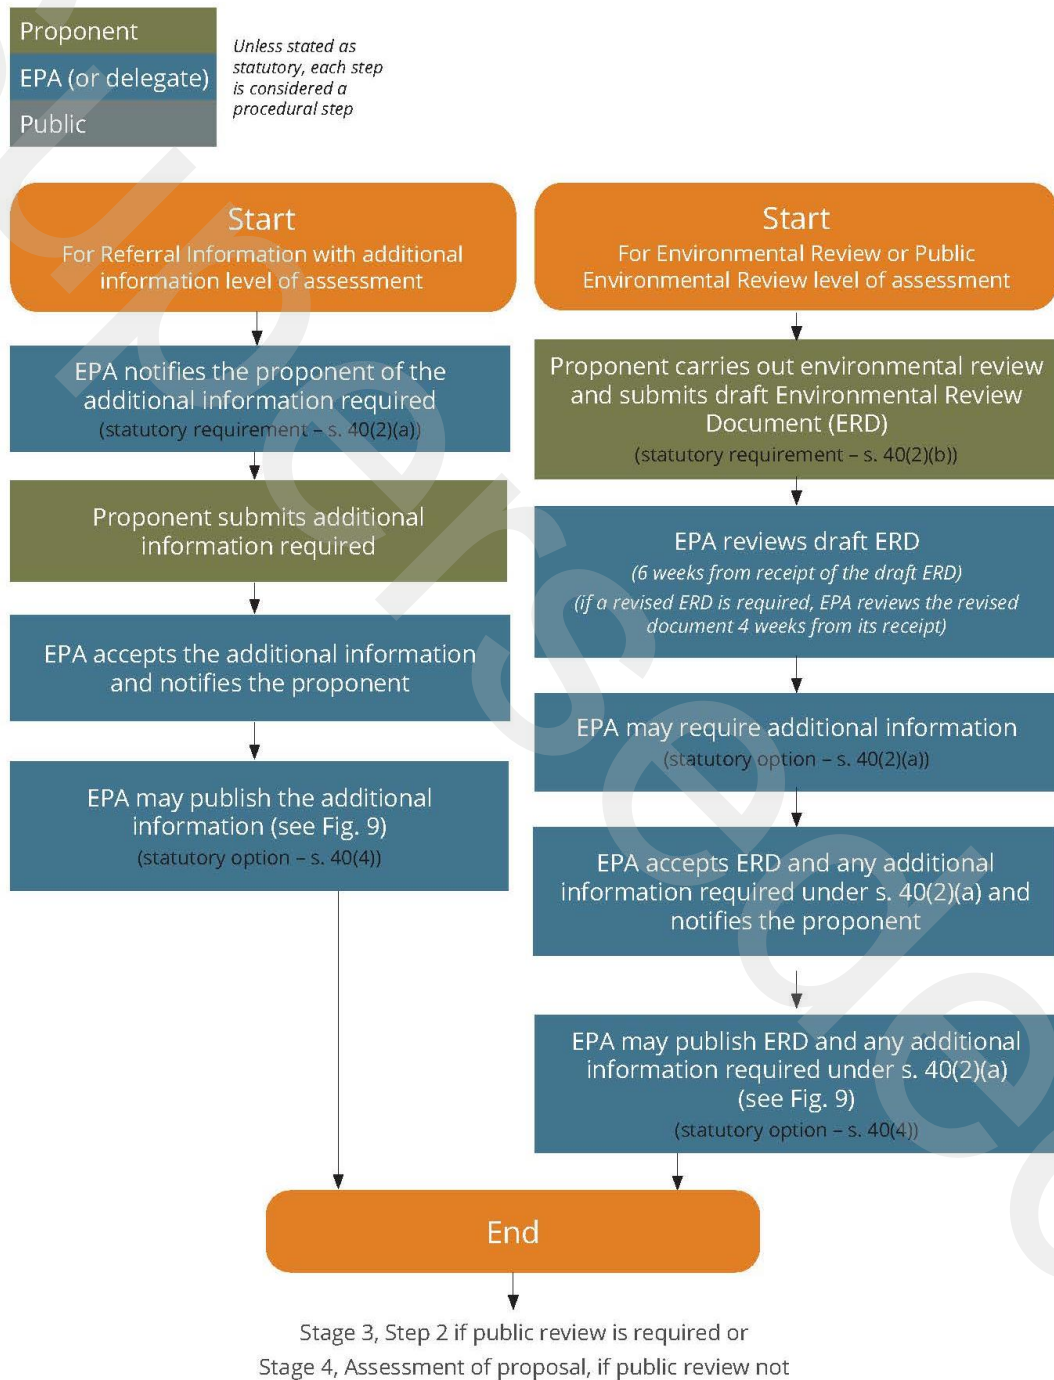 Proponent
EPA (or delegate)
Public
Unless stated as
statutory, each step
is considered a
procedural step
Start
For Referral Information with additional
information level of assessment
EPA notifies the proponent of the
additional information required
(statutory requirement – s. 40(2)(a))
Proponent submits additional
information required
EPA accepts the additional information
and notifies the proponent
EPA may publish the additional
information (see Fig. 9)
(statutory option – s. 40(4))
Start
For Environmental Review or Public
Environmental Review level of assessment
Proponent carries out environmental review
and submits draft Environmental Review
Document (ERD)
(statutory requirement – s. 40(2)(b))
EPA reviews draft ERD
(6 weeks from receipt of the draft ERD)
(if a revised ERD is required, EPA reviews the revised
document 4 weeks from its receipt)
EPA may require additional information
(statutory option – s. 40(2)(a))
EPA accepts ERD and any additional
information required under s. 40(2)(a) and
notifies the proponent
EPA may publish ERD and any additional
information required under s. 40(2)(a)
(see Fig. 9)
(statutory option – s. 40(4))
End
Stage 3, Step 2 if public review is required or
Stage 4, Assessment of proposal, if public review not
Superseded